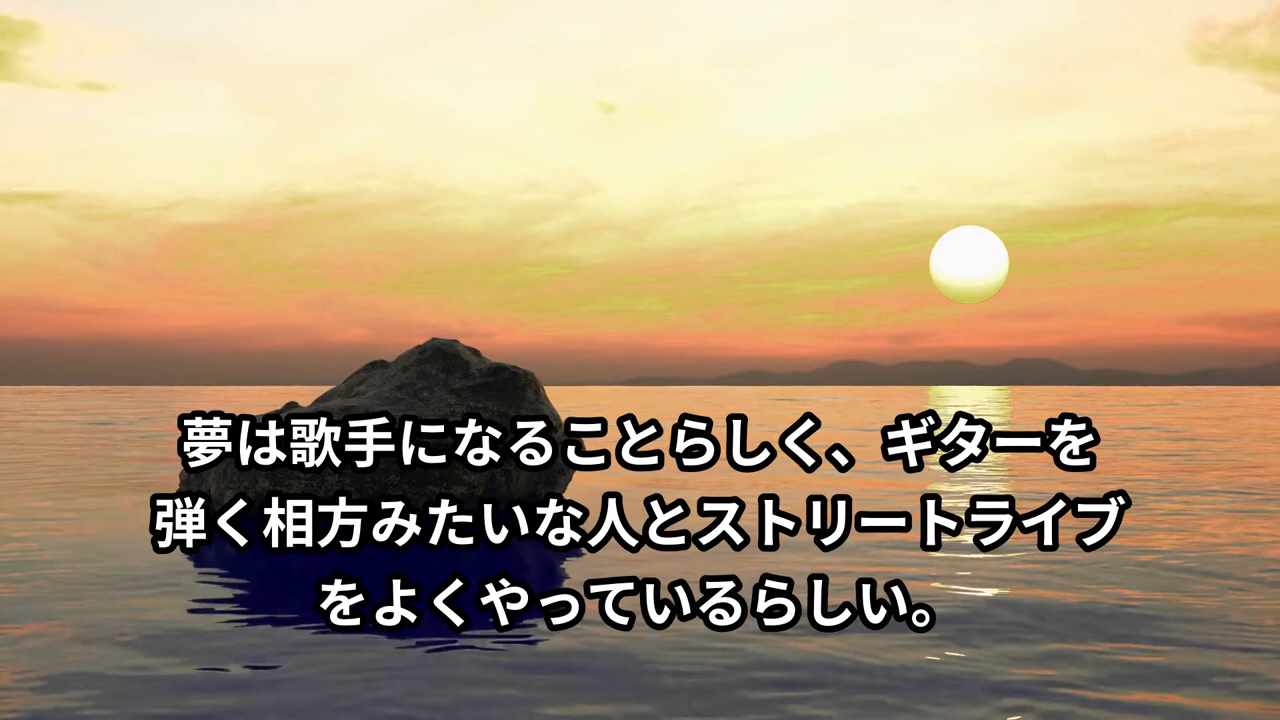 夢は歌手になることらしく、ギターを
弾く相方みたいな人とストリートライブ
をよくやっているらしい。